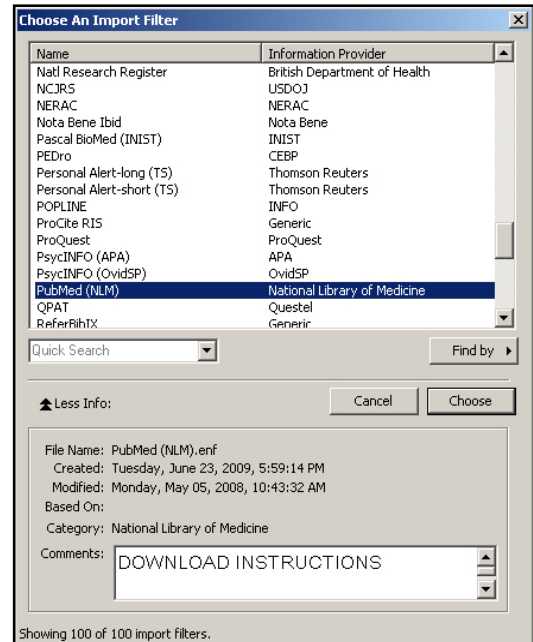 Choose An Import Filter
Name Information Provider
Natl Research Register British Department of Health
NCJRS USDOJ
NERAC NERAC
Nota Bene Ibid Nota Bene
Pascal BioMed (INIST) INIST
PEDro CEBP
Personal Alert-long (TS) Thomson Reuters
Personal Alert-short (TS) Thomson Reuters
POPLINE INFO
ProCite RIS Generic
ProQuest ProQuest
PsycINFO (APA) APA
PsycINFO (OvidSP) OvidSP
PubMed (NLM) National Library of Medicine
QPAT Questel
ReferBibIX Generic
Quick Search Find by
Less Info: Cancel Choose
File Name: PubMed (NLM).enf
Created: Tuesday, June 23, 2009, 5:59:14 PM
Modified: Monday, May 05, 2008, 10:43:32 AM
Based On:
Category: National Library of Medicine
Comments: DOWNLOAD INSTRUCTIONS
Showing 100 of 100 import filters.